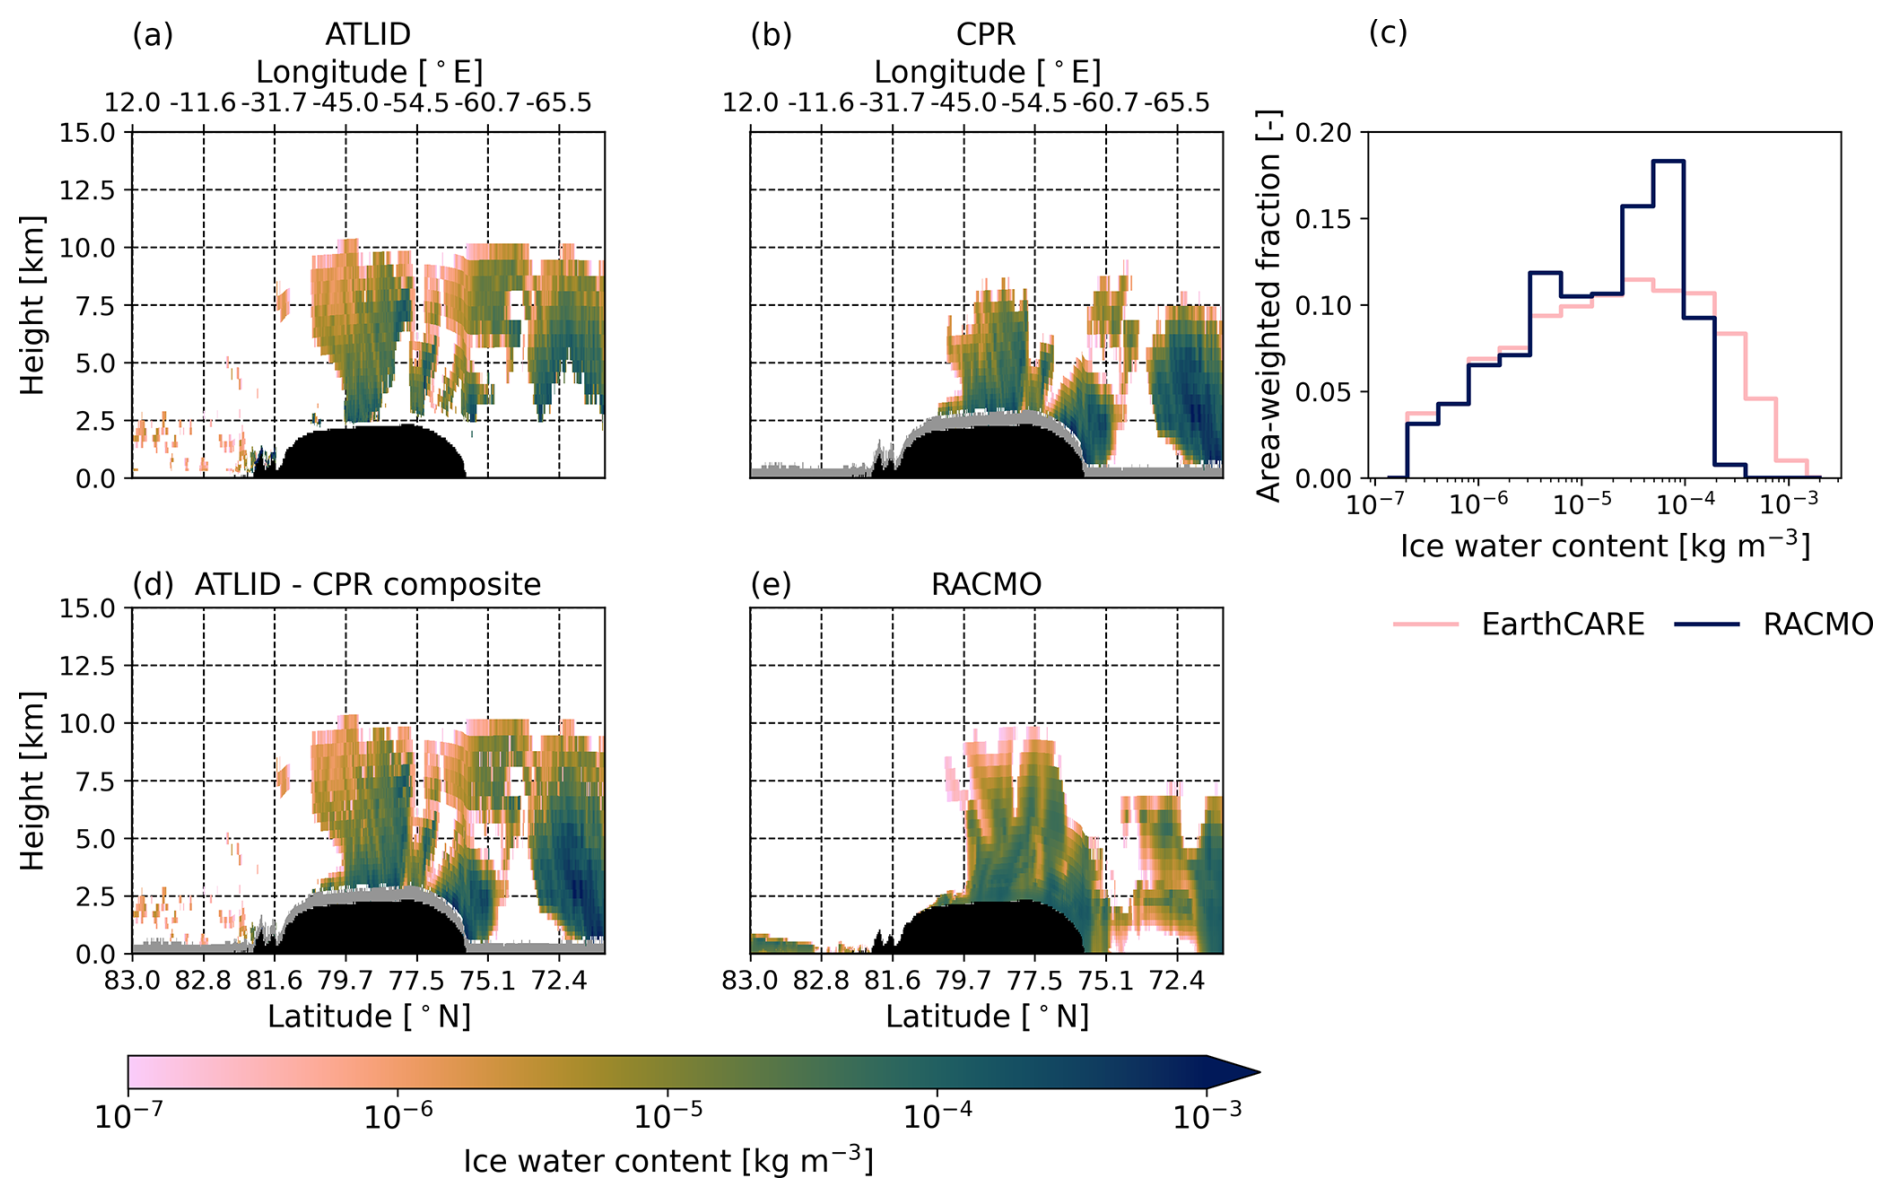 (a) ATLID
Longitude [°E]
12.0 -11.6 -31.7 -45.0 -54.5 -60.7 -65.5
15.0
12.5
10.0
7.5
5.0
2.5
0.0
Height [km]
(b) CPR
Longitude [°E]
12.0 -11.6 -31.7 -45.0 -54.5 -60.7 -65.5
(c)
Area-weighted fraction [-]
0.20
0.15
0.10
0.05
0.00
10⁻⁷ 10⁻⁶ 10⁻⁵ 10⁻⁴ 10⁻³
Ice water content [kg m⁻³]
EarthCARE RACMO
(d) ATLID - CPR composite
15.0
12.5
10.0
7.5
5.0
2.5
0.0
Height [km]
83.0 82.8 81.6 79.7 77.5 75.1 72.4
Latitude [°N]
(e) RACMO
83.0 82.8 81.6 79.7 77.5 75.1 72.4
Latitude [°N]
10⁻⁷ 10⁻⁶ 10⁻⁵ 10⁻⁴ 10⁻³
Ice water content [kg m⁻³]